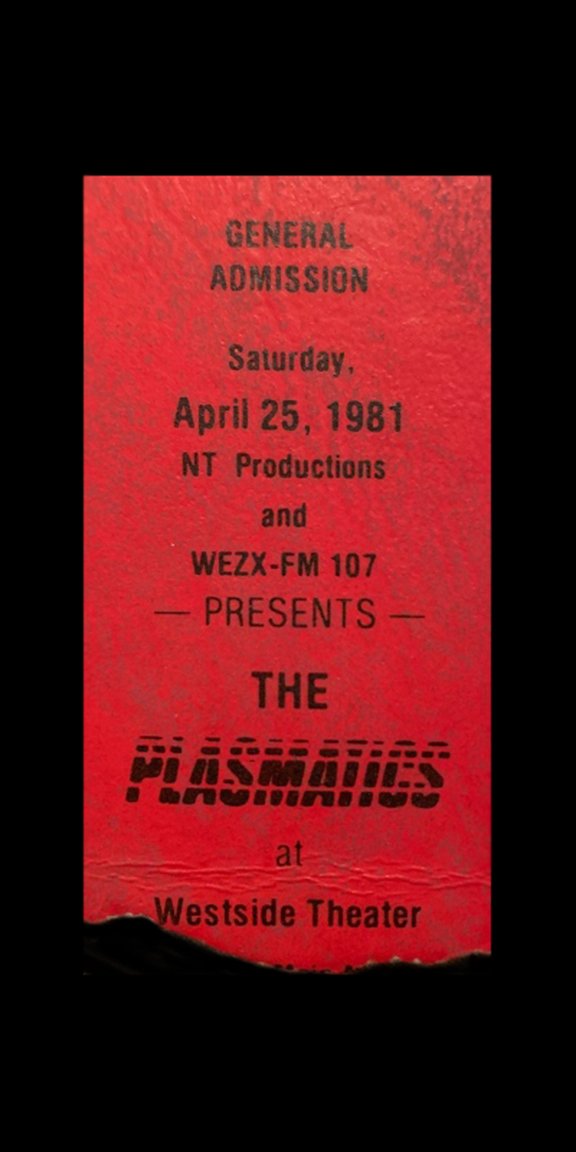 GENERAL
ADMISSION
Saturday,
April 25, 1981
NT Productions
and
WEZX-FM 107
— PRESENTS —
THE
PLASMATICS
at
Westside Theater